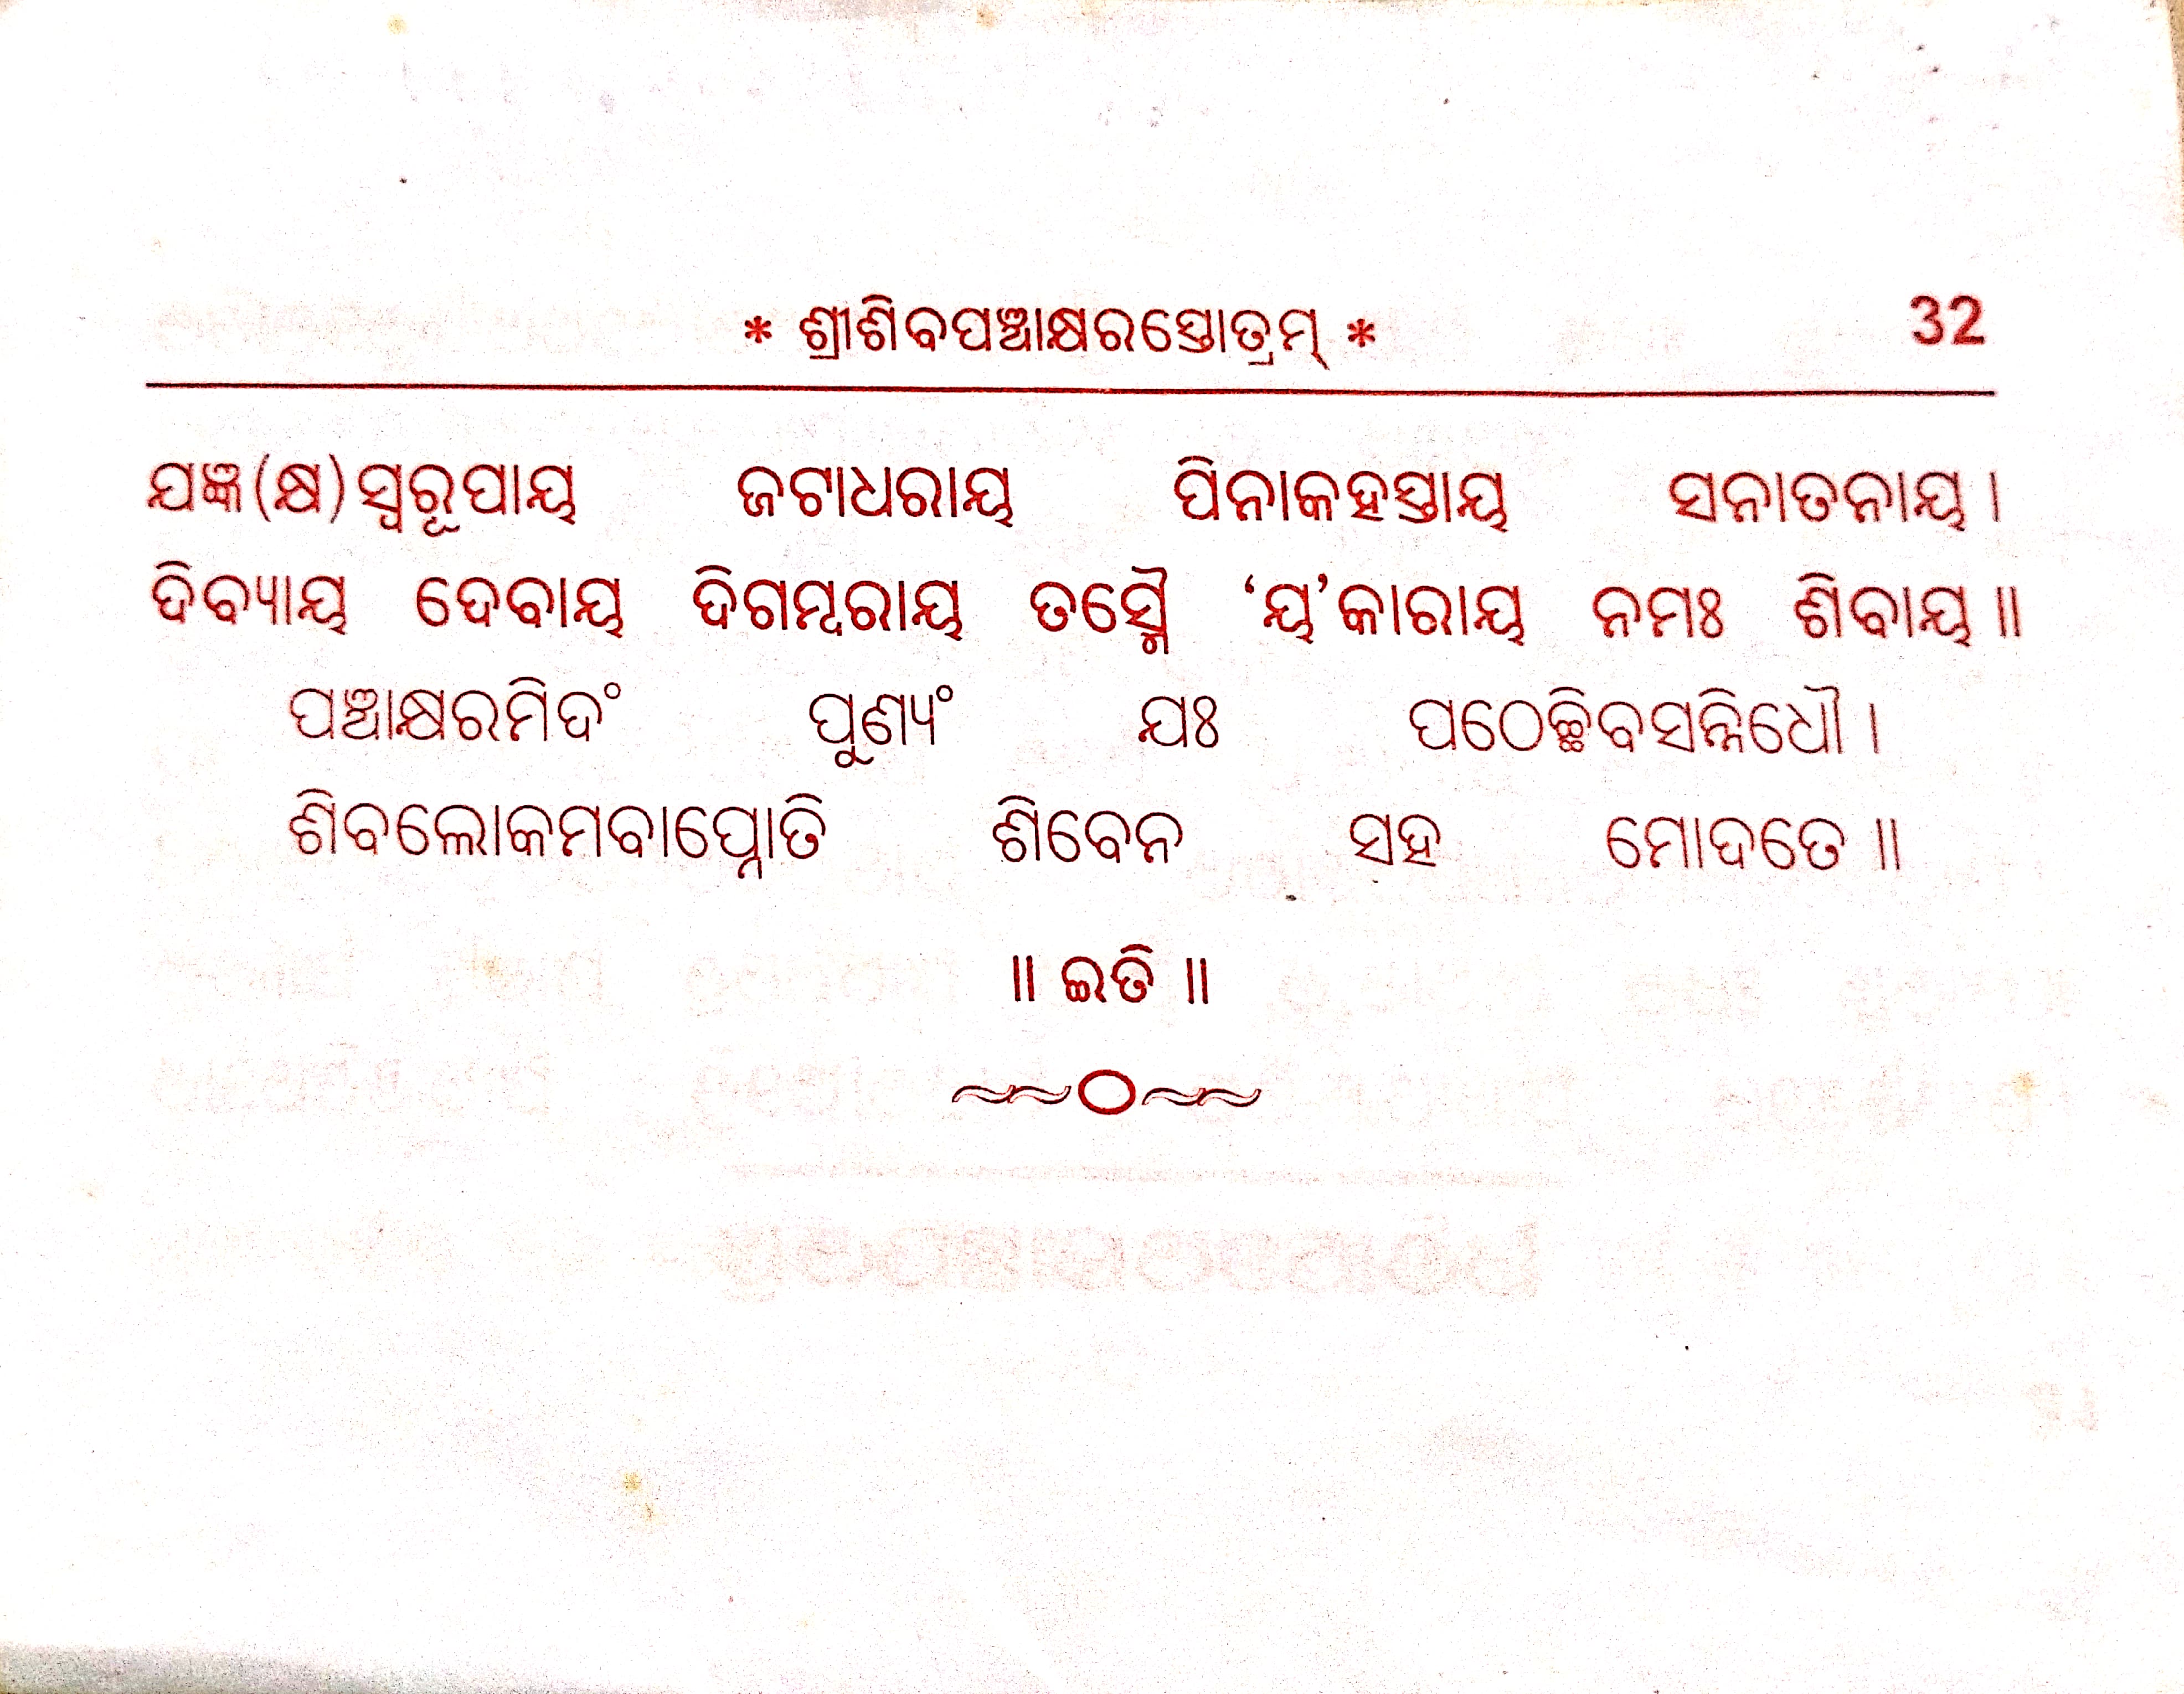 * ଶ୍ରୀଶିବପଞ୍ଚାକ୍ଷରସ୍ତୋତ୍ରମ୍ * 32
ଯଜ୍ଞ(କ୍ଷ)ସ୍ୱରୂପାୟ ଜଟାଧରାୟ ପିନାକହସ୍ତାୟ ସନାତନାୟ।
ଦିବ୍ୟାୟ ଦେବାୟ ଦିଗମ୍ବରାୟ ତସ୍ମୈ ‘ୟ’କାରାୟ ନମଃ ଶିବାୟ॥
ପଞ୍ଚାକ୍ଷରମିଦଂ ପୁଣ୍ୟଂ ଯଃ ପଠେଚ୍ଛିବସନ୍ନିଧୌ।
ଶିବଲୋକମବାପ୍ନୋତି ଶିବେନ ସହ ମୋଦତେ॥
॥ ଇତି ॥